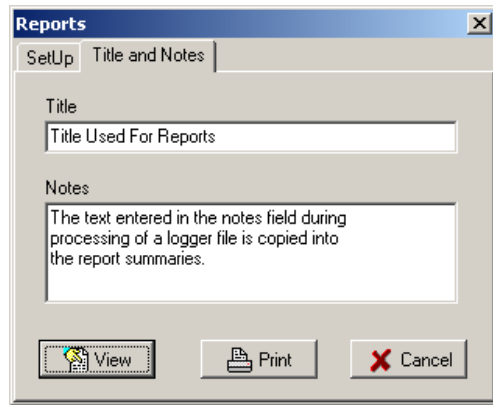 Reports
SetUp Title and Notes
Title
Title Used For Reports
Notes
The text entered in the notes field during
processing of a logger file is copied into
the report summaries.
View Print Cancel